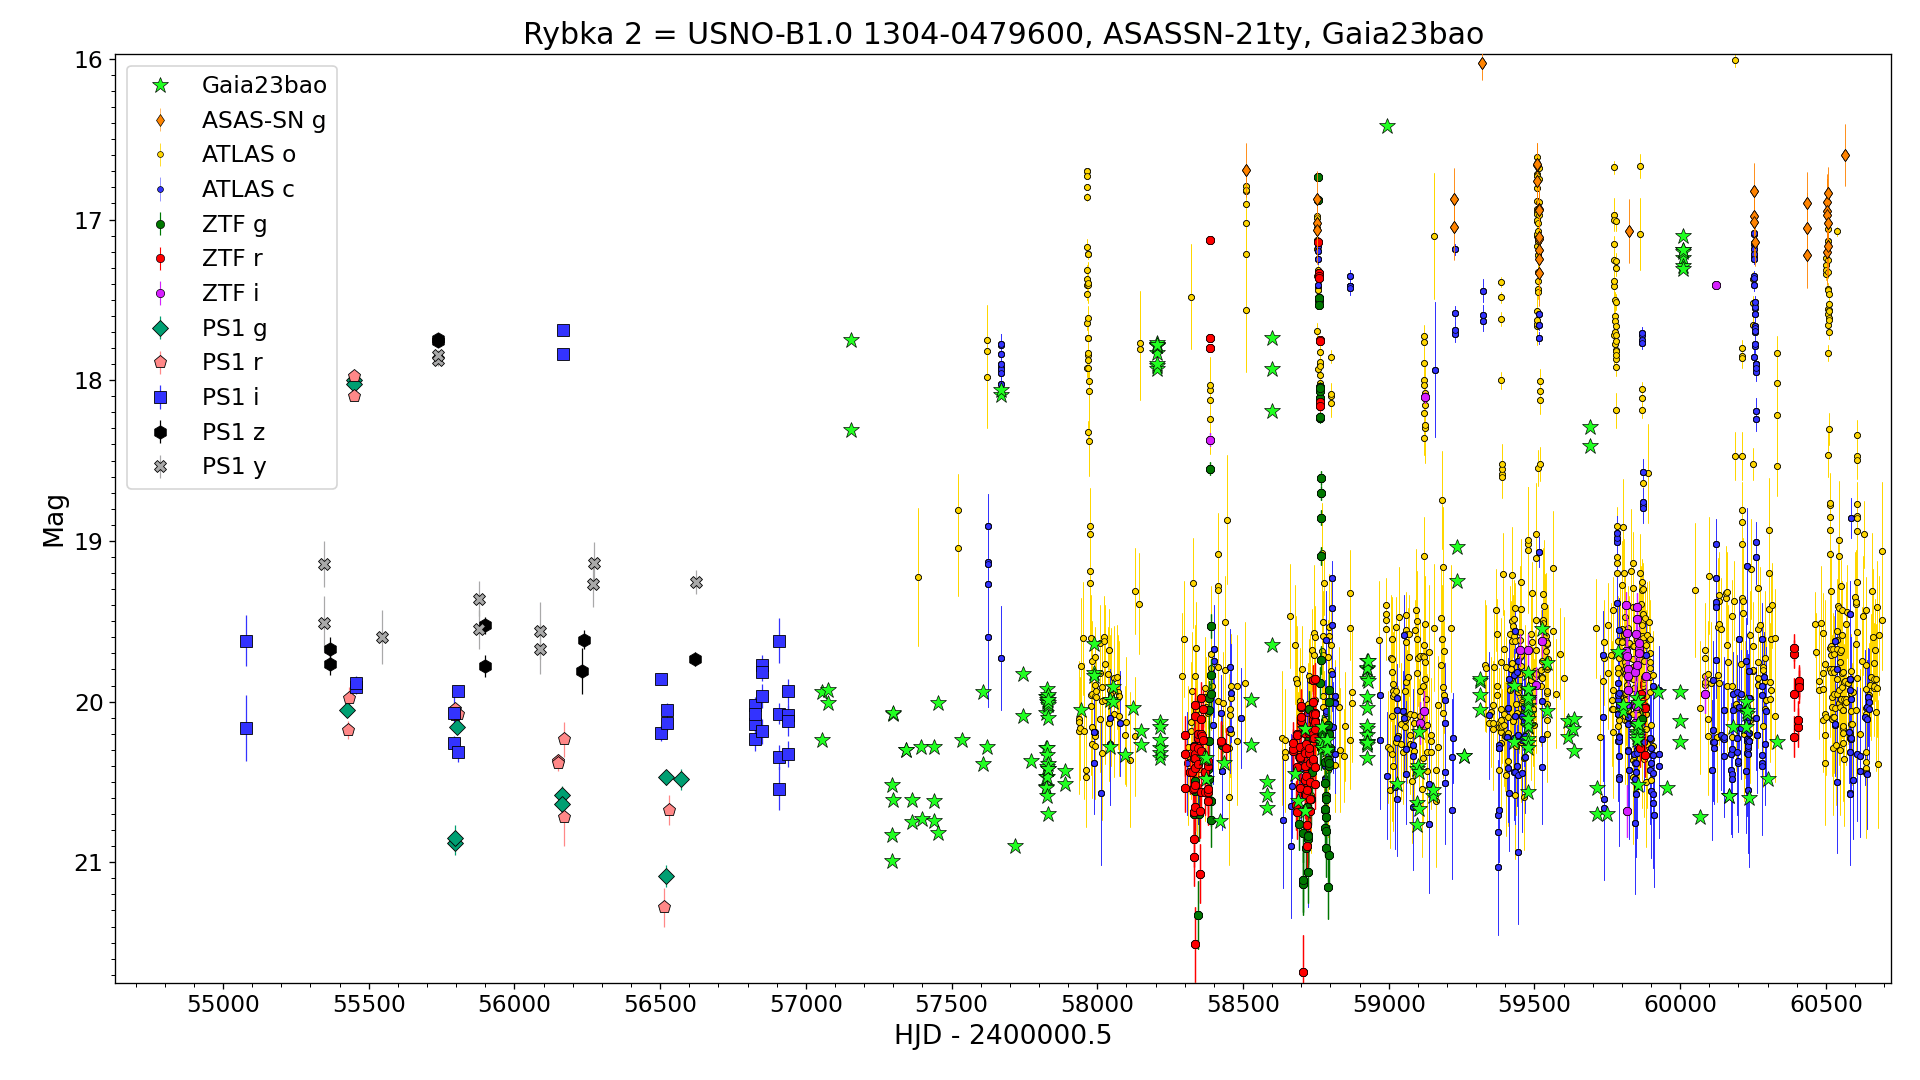 Rybka 2 = USNO-B1.0 1304-0479600, ASASSN-21ty, Gaia23bao
Mag
16
17
18
19
20
21
Gaia23bao
ASAS-SN g
ATLAS o
ATLAS c
ZTF g
ZTF r
ZTF i
PS1 g
PS1 r
PS1 i
PS1 z
PS1 y
55000 55500 56000 56500 57000 57500 58000 58500 59000 59500 60000 60500
HJD - 2400000.5